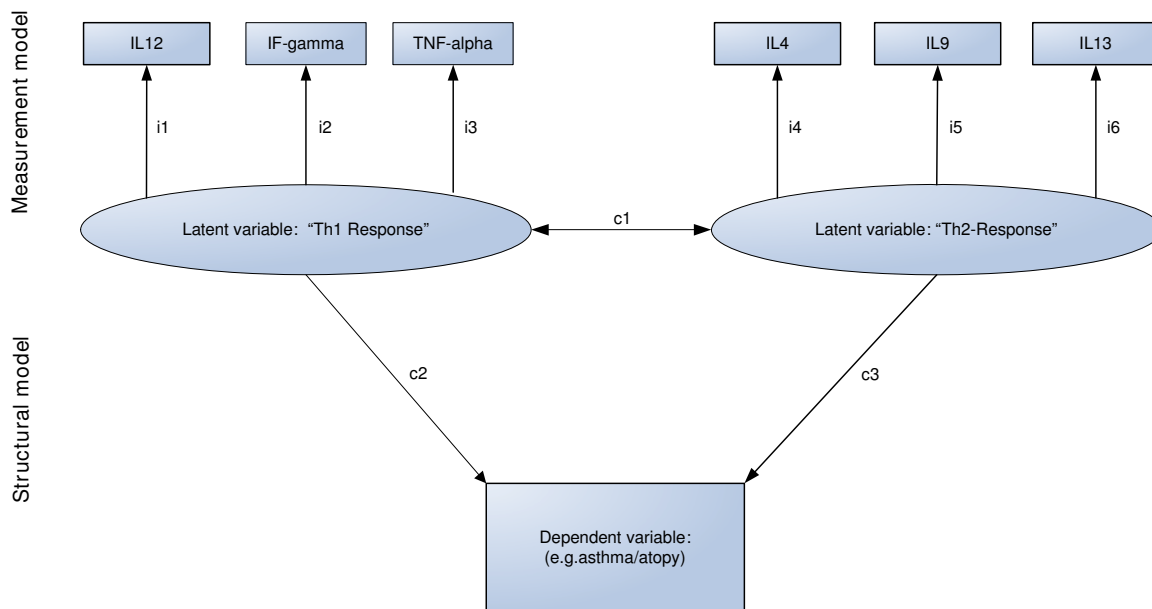 Measurement model
IL12
IF-gamma
TNF-alpha
IL4
IL9
IL13
i1
i2
i3
i4
i5
i6
Latent variable: “Th1 Response”
c1
Latent variable: “Th2-Response”
Structural model
c2
c3
Dependent variable:
(e.g.asthma/atopy)